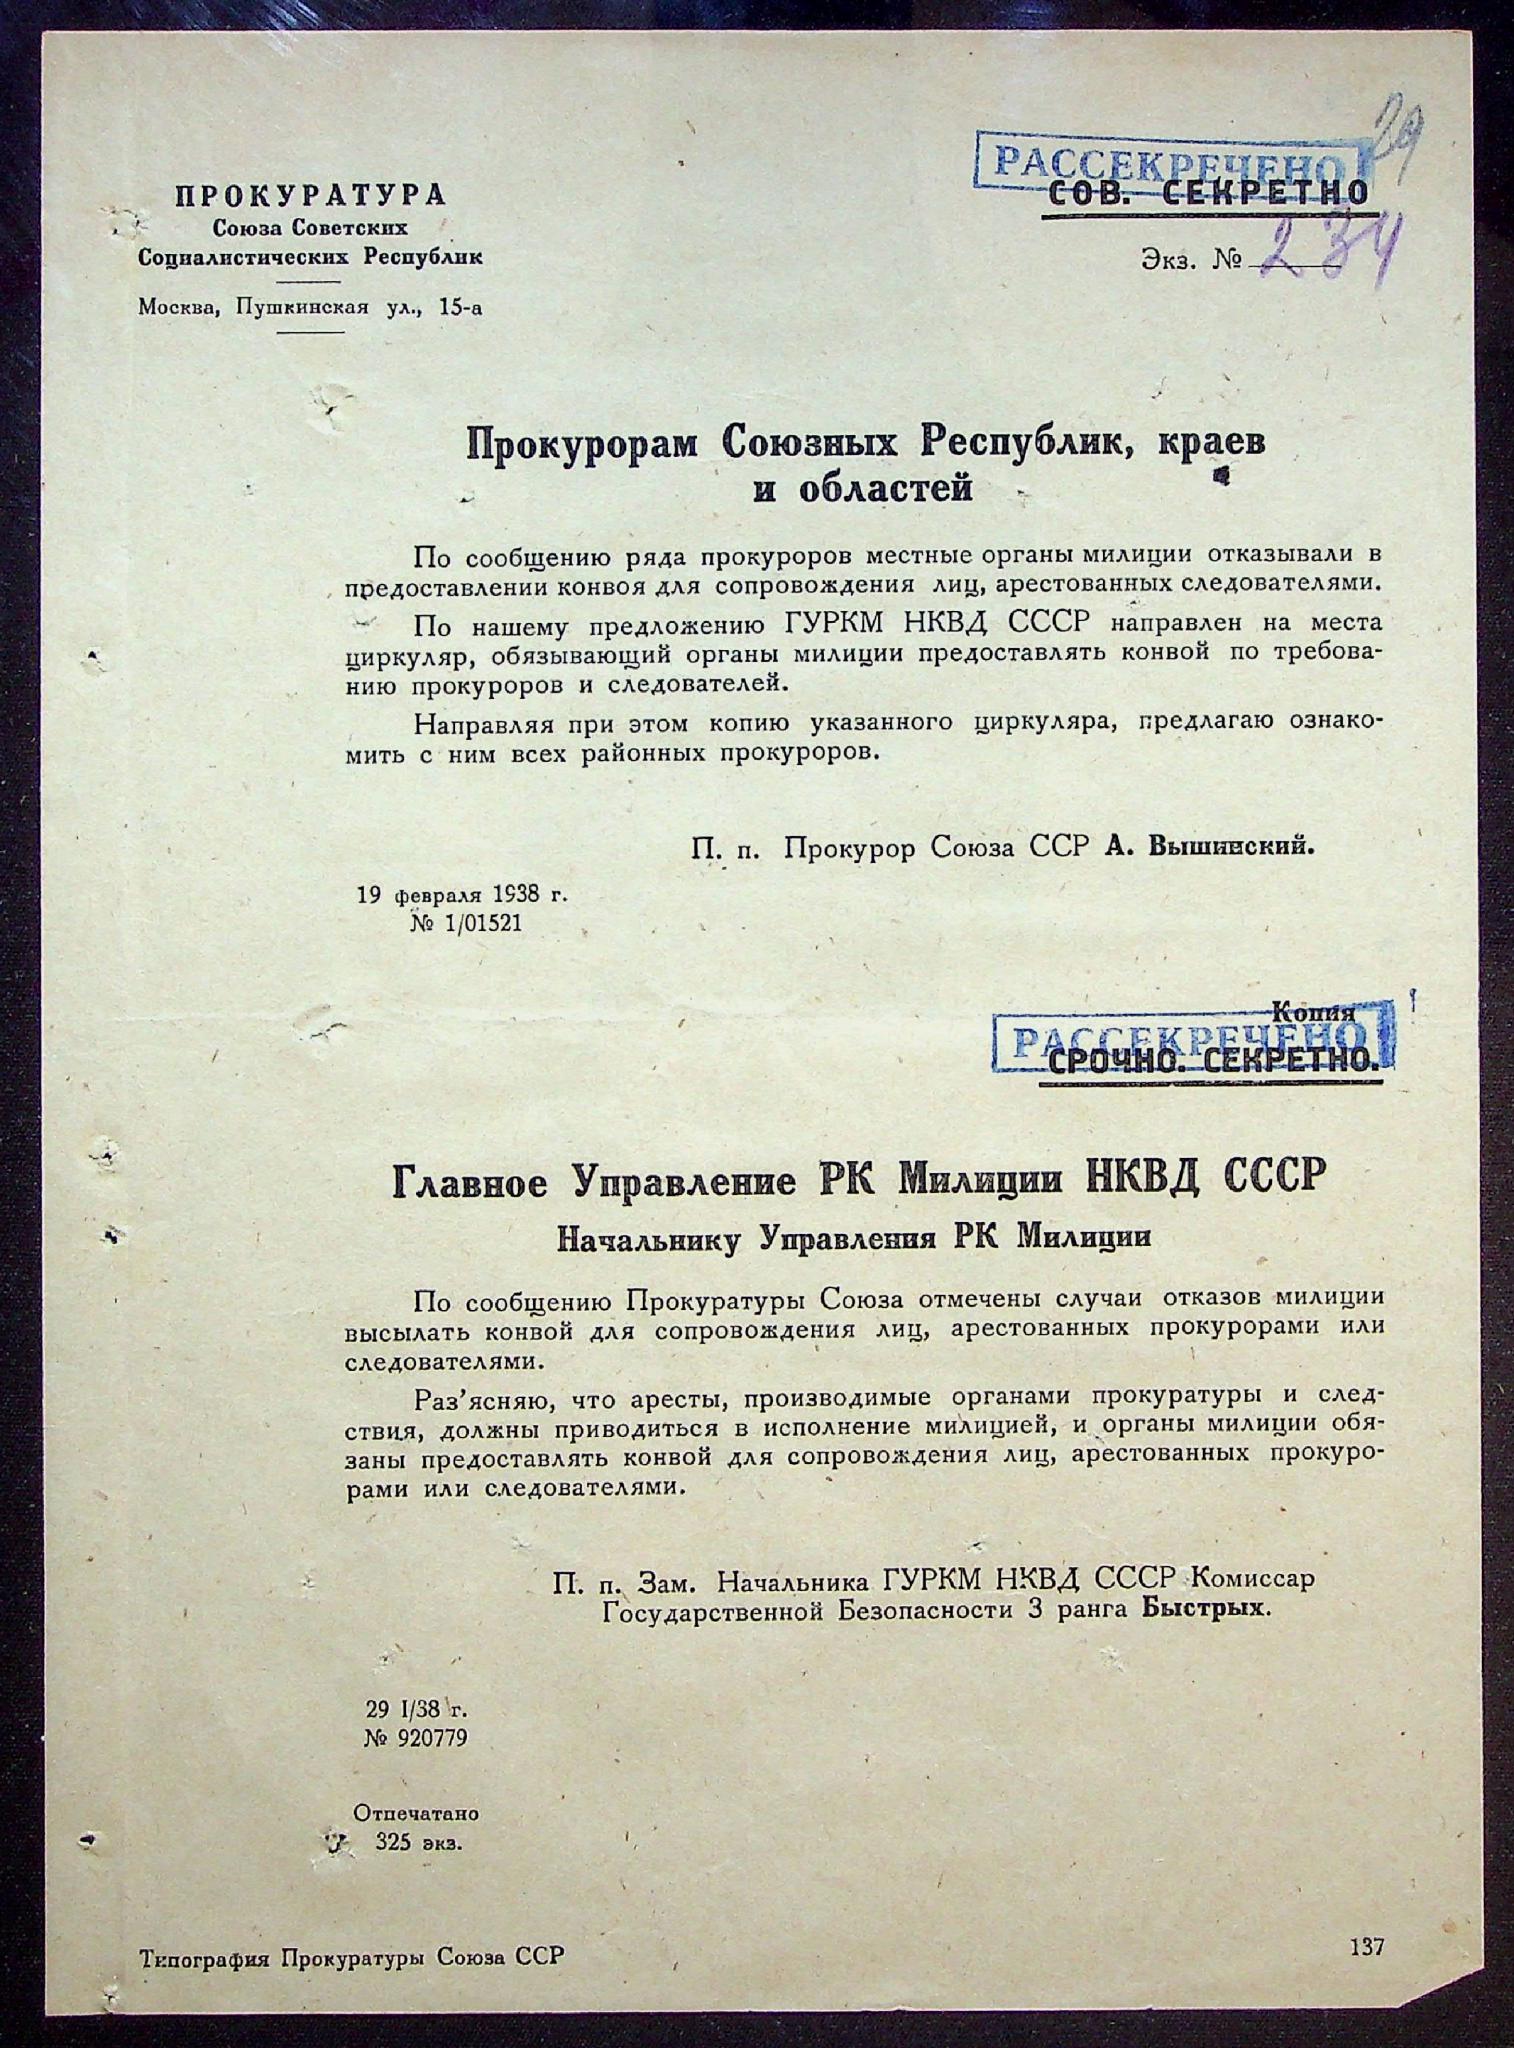 29
РАССЕКРЕЧЕНО
СОВ. СЕКРЕТНО
Экз. № 234
ПРОКУРАТУРА
Союза Советских
Социалистических Республик
Москва, Пушкинская ул., 15-а
Прокурорам Союзных Республик, краев
и областей
По сообщению ряда прокуроров местные органы милиции отказывали в
предоставлении конвоя для сопровождения лиц, арестованных следователями.
По нашему предложению ГУРКМ НКВД СССР направлен на места
циркуляр, обязывающий органы милиции предоставлять конвой по требова-
нию прокуроров и следователей.
Направляя при этом копию указанного циркуляра, предлагаю ознако-
мить с ним всех районных прокуроров.
П. п. Прокурор Союза ССР А. Вышинский.
19 февраля 1938 г.
№ 1/01521
Копия
РАССЕКРЕЧЕНО
СРОЧНО. СЕКРЕТНО.
Главное Управление РК Милиции НКВД СССР
Начальнику Управления РК Милиции
По сообщению Прокуратуры Союза отмечены случаи отказов милиции
высылать конвой для сопровождения лиц, арестованных прокурорами или
следователями.
Раз'ясняю, что аресты, производимые органами прокуратуры и след-
ствия, должны приводиться в исполнение милицией, и органы милиции обя-
заны предоставлять конвой для сопровождения лиц, арестованных прокуро-
рами или следователями.
П. п. Зам. Начальника ГУРКМ НКВД СССР Комиссар
Государственной Безопасности 3 ранга Быстрых.
29 I/38 г.
№ 920779
Отпечатано
325 экз.
Типография Прокуратуры Союза ССР
137